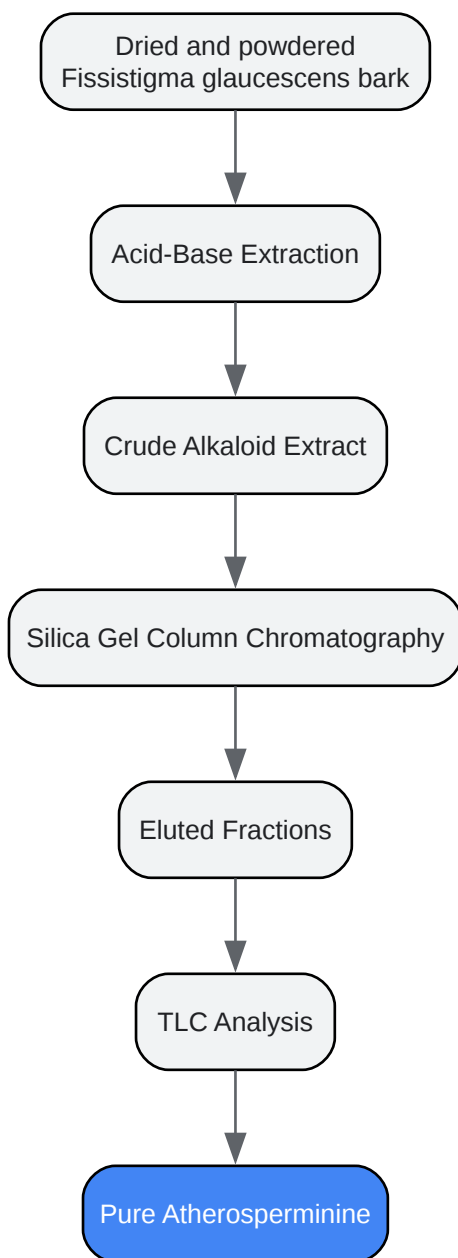 Dried and powdered
Fissistigma glaucescens bark
Acid-Base Extraction
Crude Alkaloid Extract
Silica Gel Column Chromatography
Eluted Fractions
TLC Analysis
Pure Atherosperminine